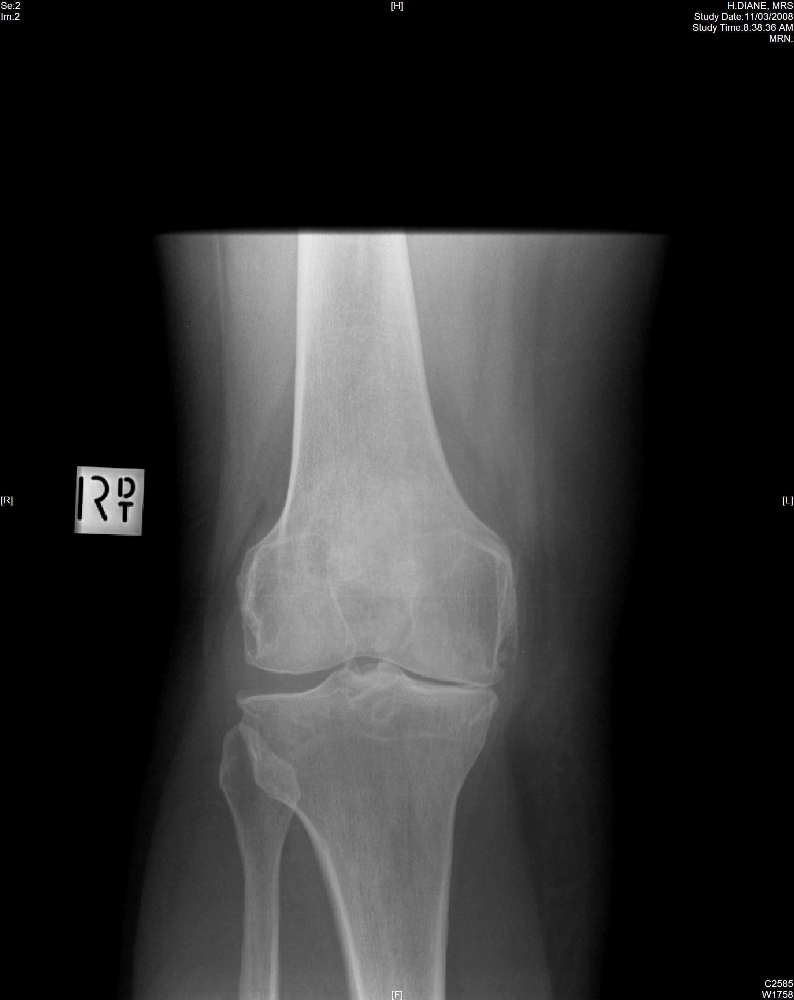 Se:2
Im:2
[H]
H.DIANE, MRS
Study Date:11/03/2008
Study Time:8:38:36 AM
MRN:
R D
T
[R]
[L]
[F]
C2585
W1758